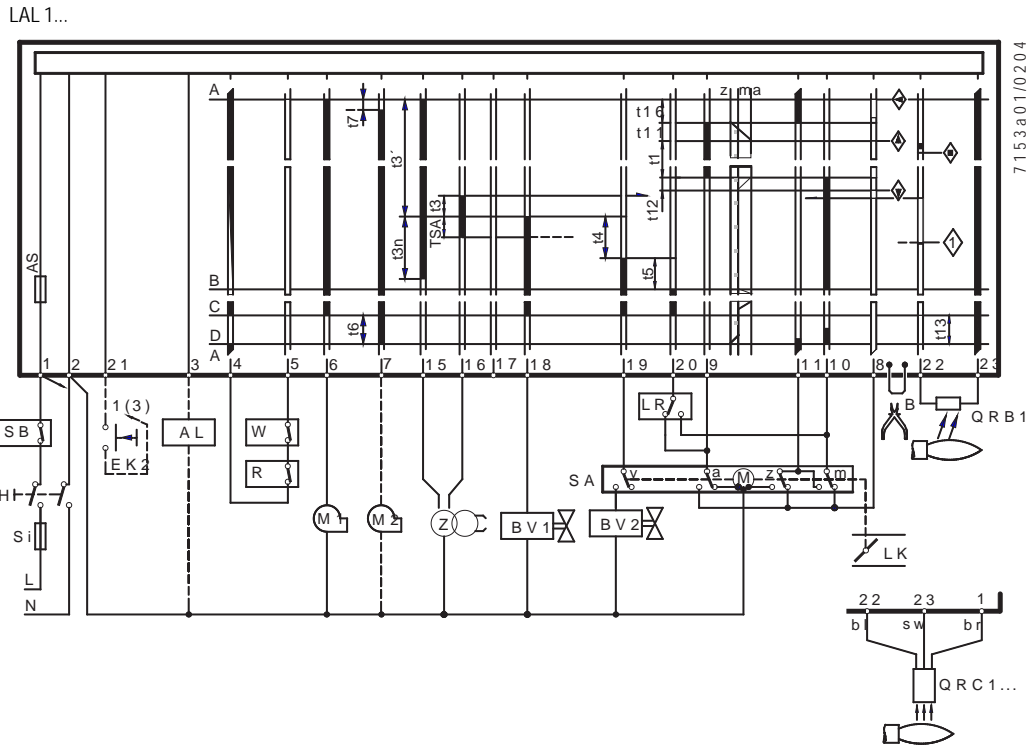 LAL 1...
7153a01/0204
A
z ma
t16
t11
t7
t3´
t1
t12
t3
TSA
t3n
t4
t5
1
AS
B
C
D
A
t6
t13
1 2 21 3 4 5 6 7 15 16 17 18 19 20 9 11 10 8 22 23
1(3)
EK2
SB
AL
W
R
LR
B
QRB1
H
Si
SA
v a M z m
M1
M2
Z
BV1
BV2
LK
L
N
22 23 1
bl sw br
QRC1...